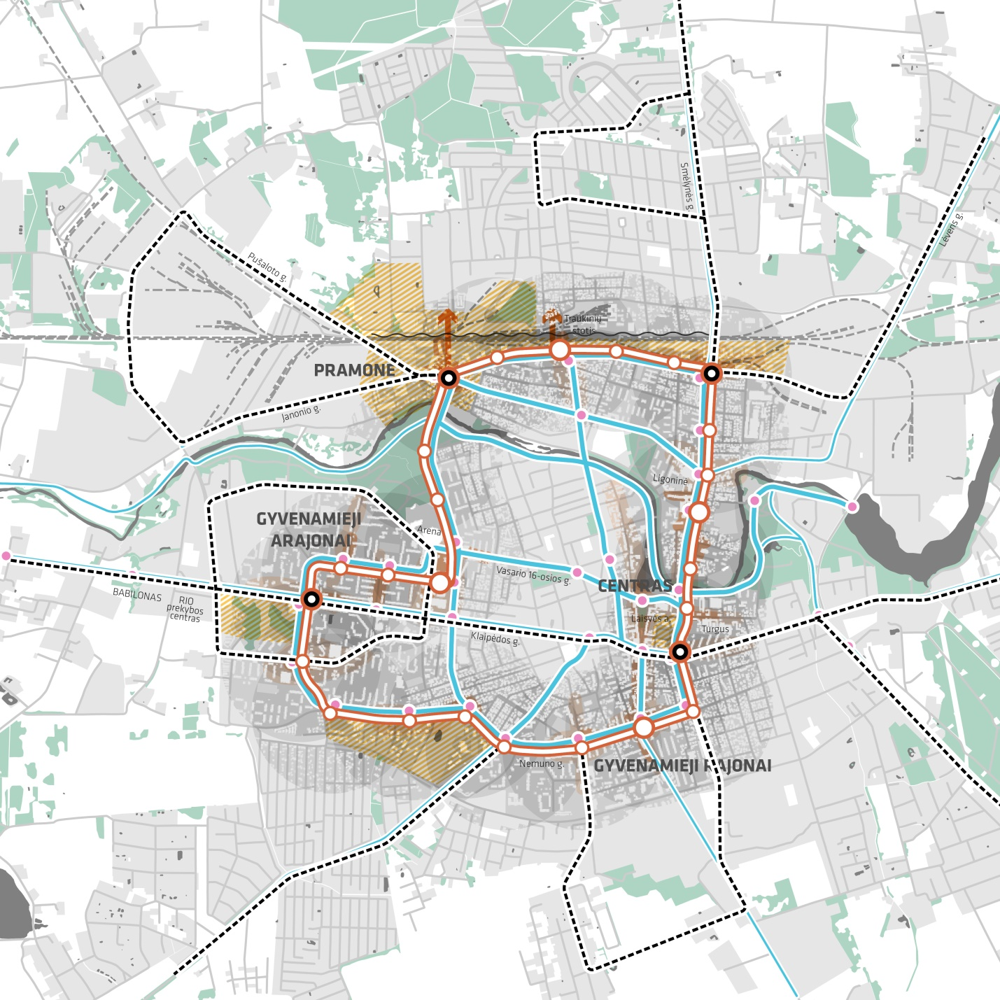 Smėlynės g.
Lėvens g.
Pušaloto g.
Traukinių
stotis
PRAMONĖ
Janonio g.
Ligoninė
GYVENAMIEJI
ARAJONAI
Arena
Vasario 16-osios g.
CENTRAS
BABILONAS
RIO
prekybos
centras
Laisvės a.
Turgus
Klaipėdos g.
Nemuno g.
GYVENAMIEJI RAJONAI